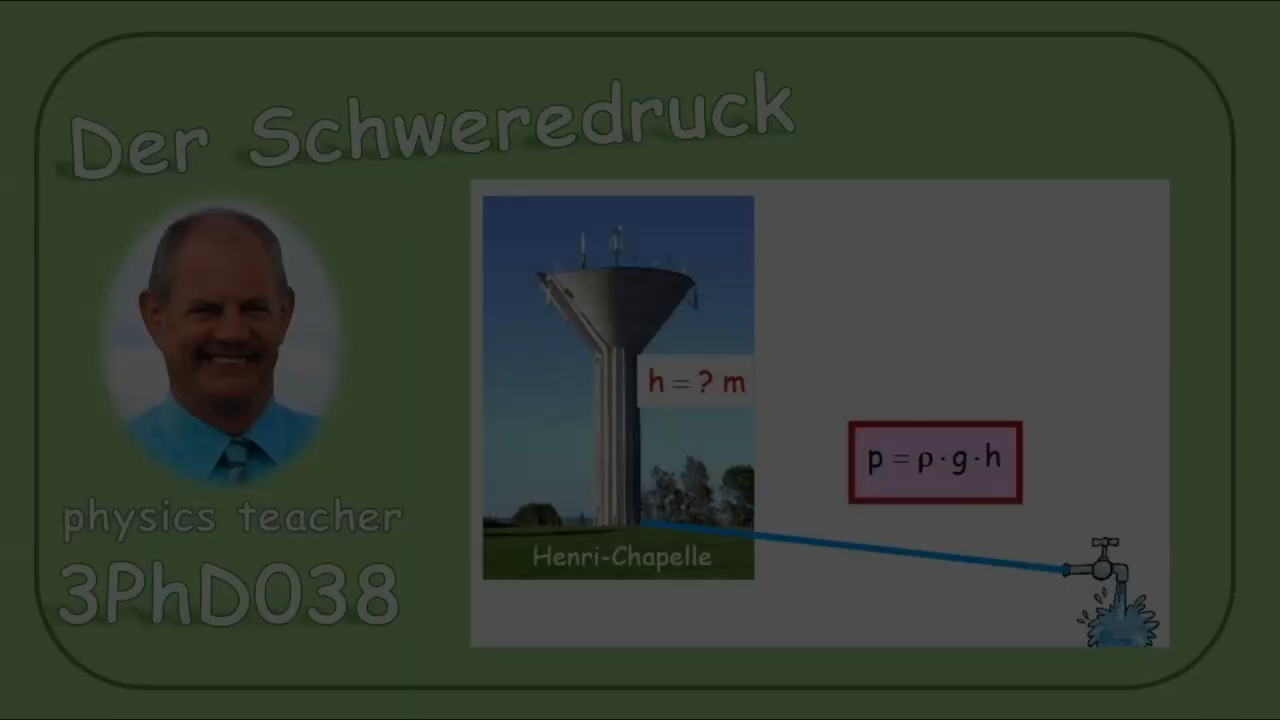 Der Schweredruck
physics teacher
3PhD038
h = ? m
Henri-Chapelle
p = ρ · g · h